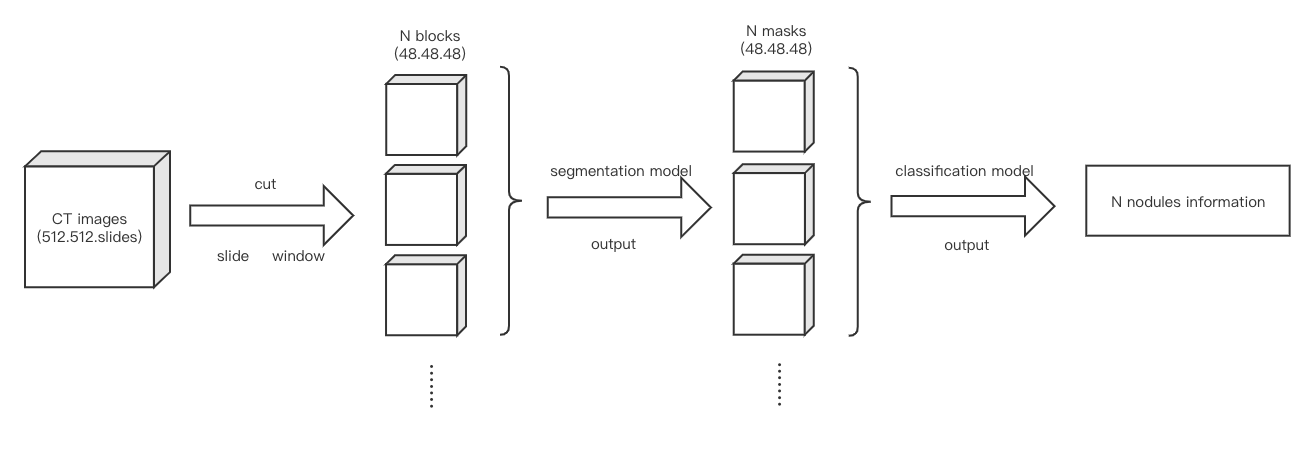 CT images
(512.512.slides)
cut
slide window
N blocks
(48.48.48)
segmentation model
output
N masks
(48.48.48)
classification model
output
N nodules information